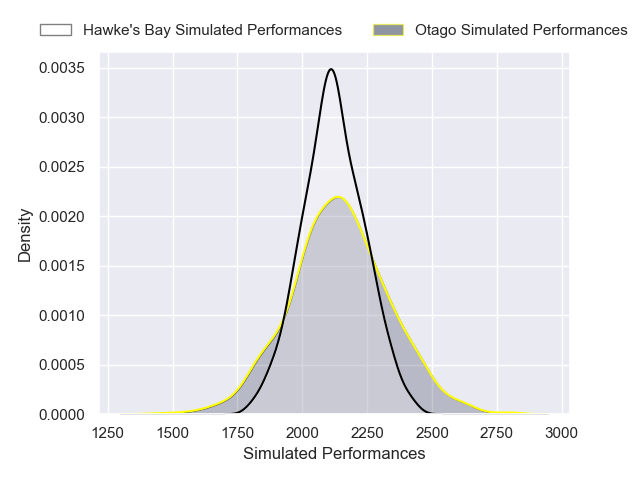 Hawke's Bay Simulated Performances
Otago Simulated Performances
0.0035
0.0030
0.0025
0.0020
0.0015
0.0010
0.0005
0.0000
Density
1250 1500 1750 2000 2250 2500 2750 3000
Simulated Performances